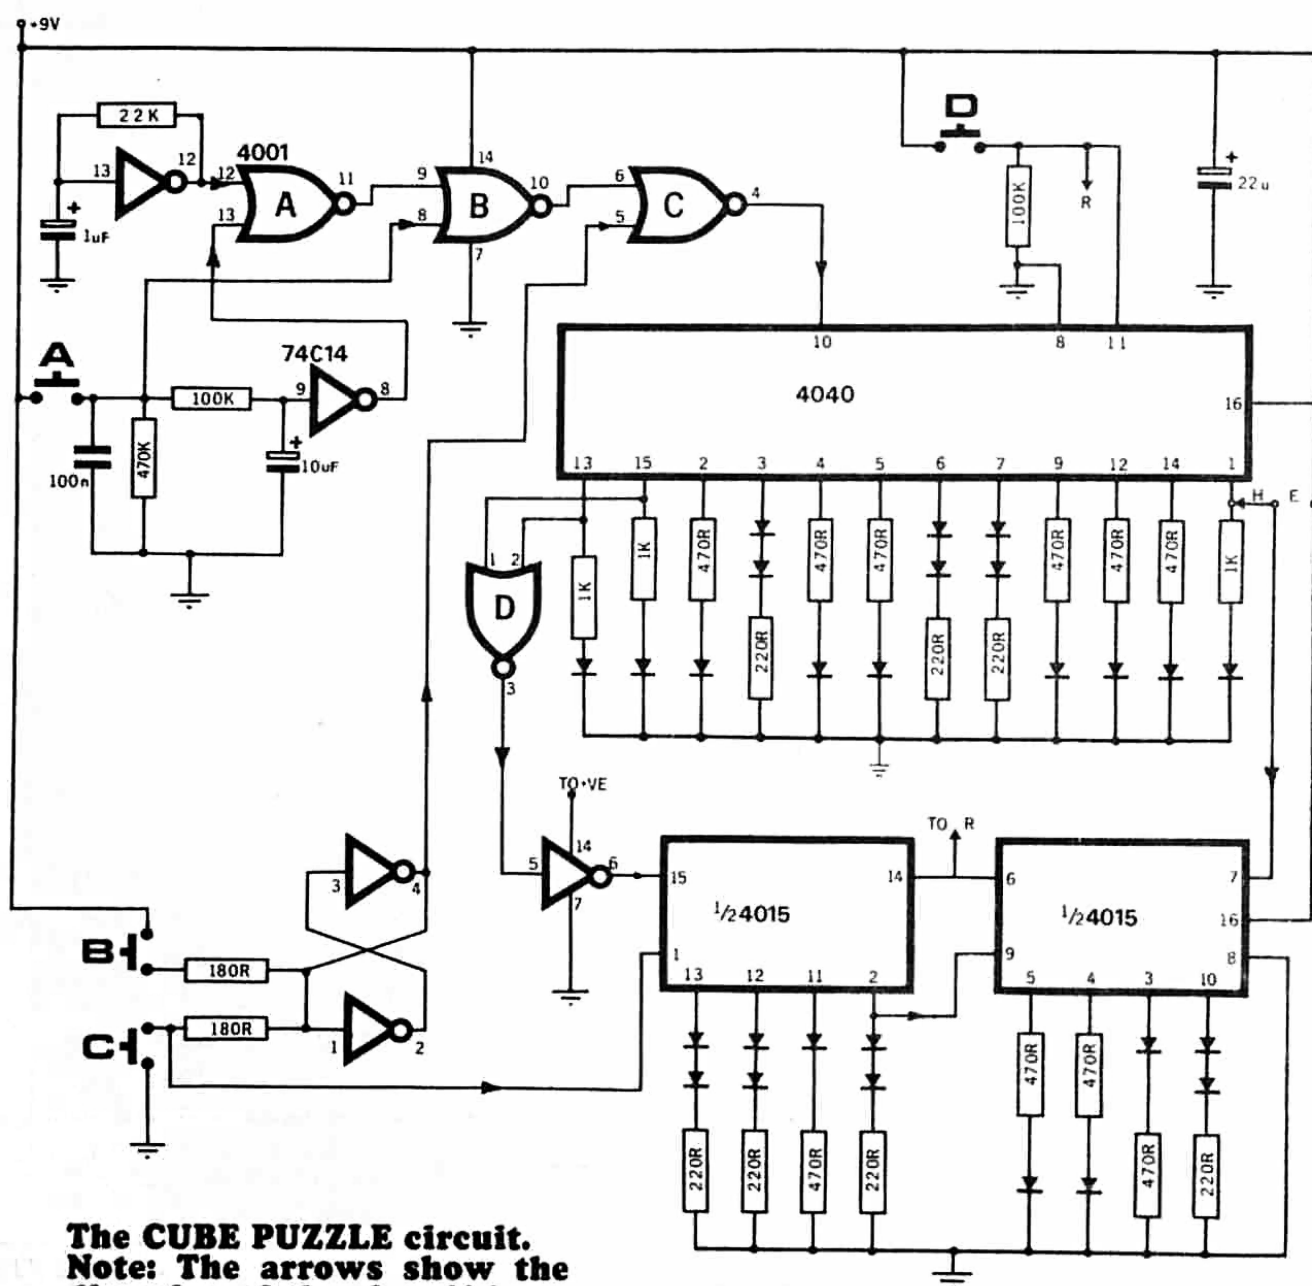 +9V
22K
13
12
1uF
4001
12
13
A
11
14
9
8
B
10
7
6
5
C
4
D
100K
R
22u
A
74C14
100K
9
8
470K
100n
10uF
10
8
11
4040
16
13 15 2 3 4 5 6 7 9 12 14 1
H E
1K 1K 470R 220R 470R 470R 220R 220R 470R 470R 470R 1K
1 2
D
3
TO+VE
14
5
6
7
3
4
B
180R
C
180R
1
2
15
14
1/2 4015
1
13 12 11 2
TO R
6
7
1/2 4015
16
9
8
5 4 3 10
220R 220R 470R 220R
470R 470R 470R 220R
The CUBE PUZZLE circuit.
Note: The arrows show the